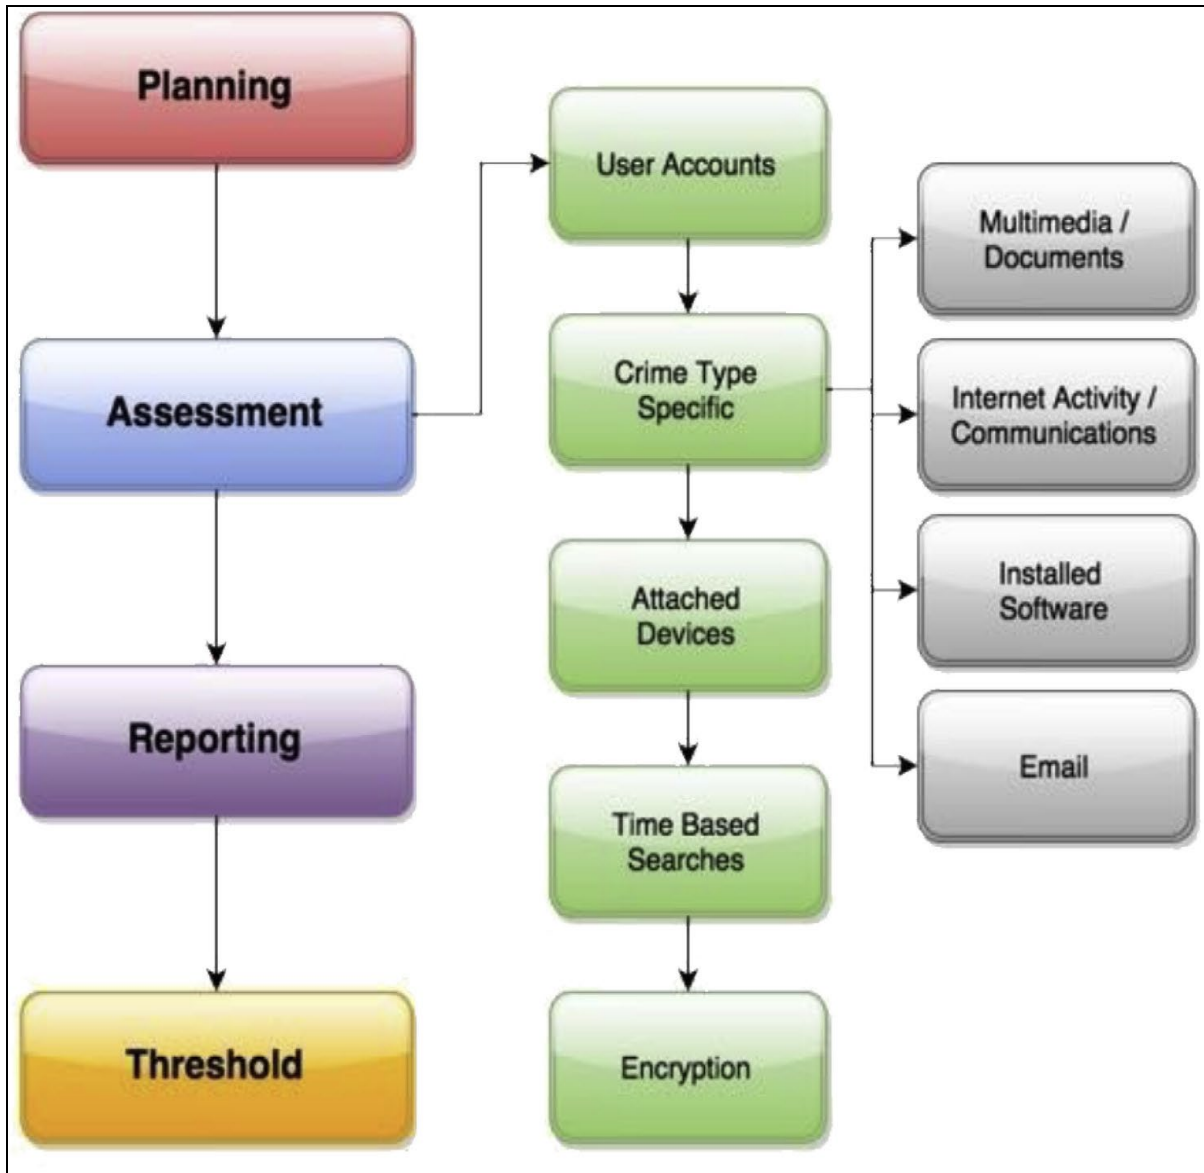 Planning
Assessment
Reporting
Threshold
User Accounts
Crime Type
Specific
Attached
Devices
Time Based
Searches
Encryption
Multimedia /
Documents
Internet Activity /
Communications
Installed
Software
Email